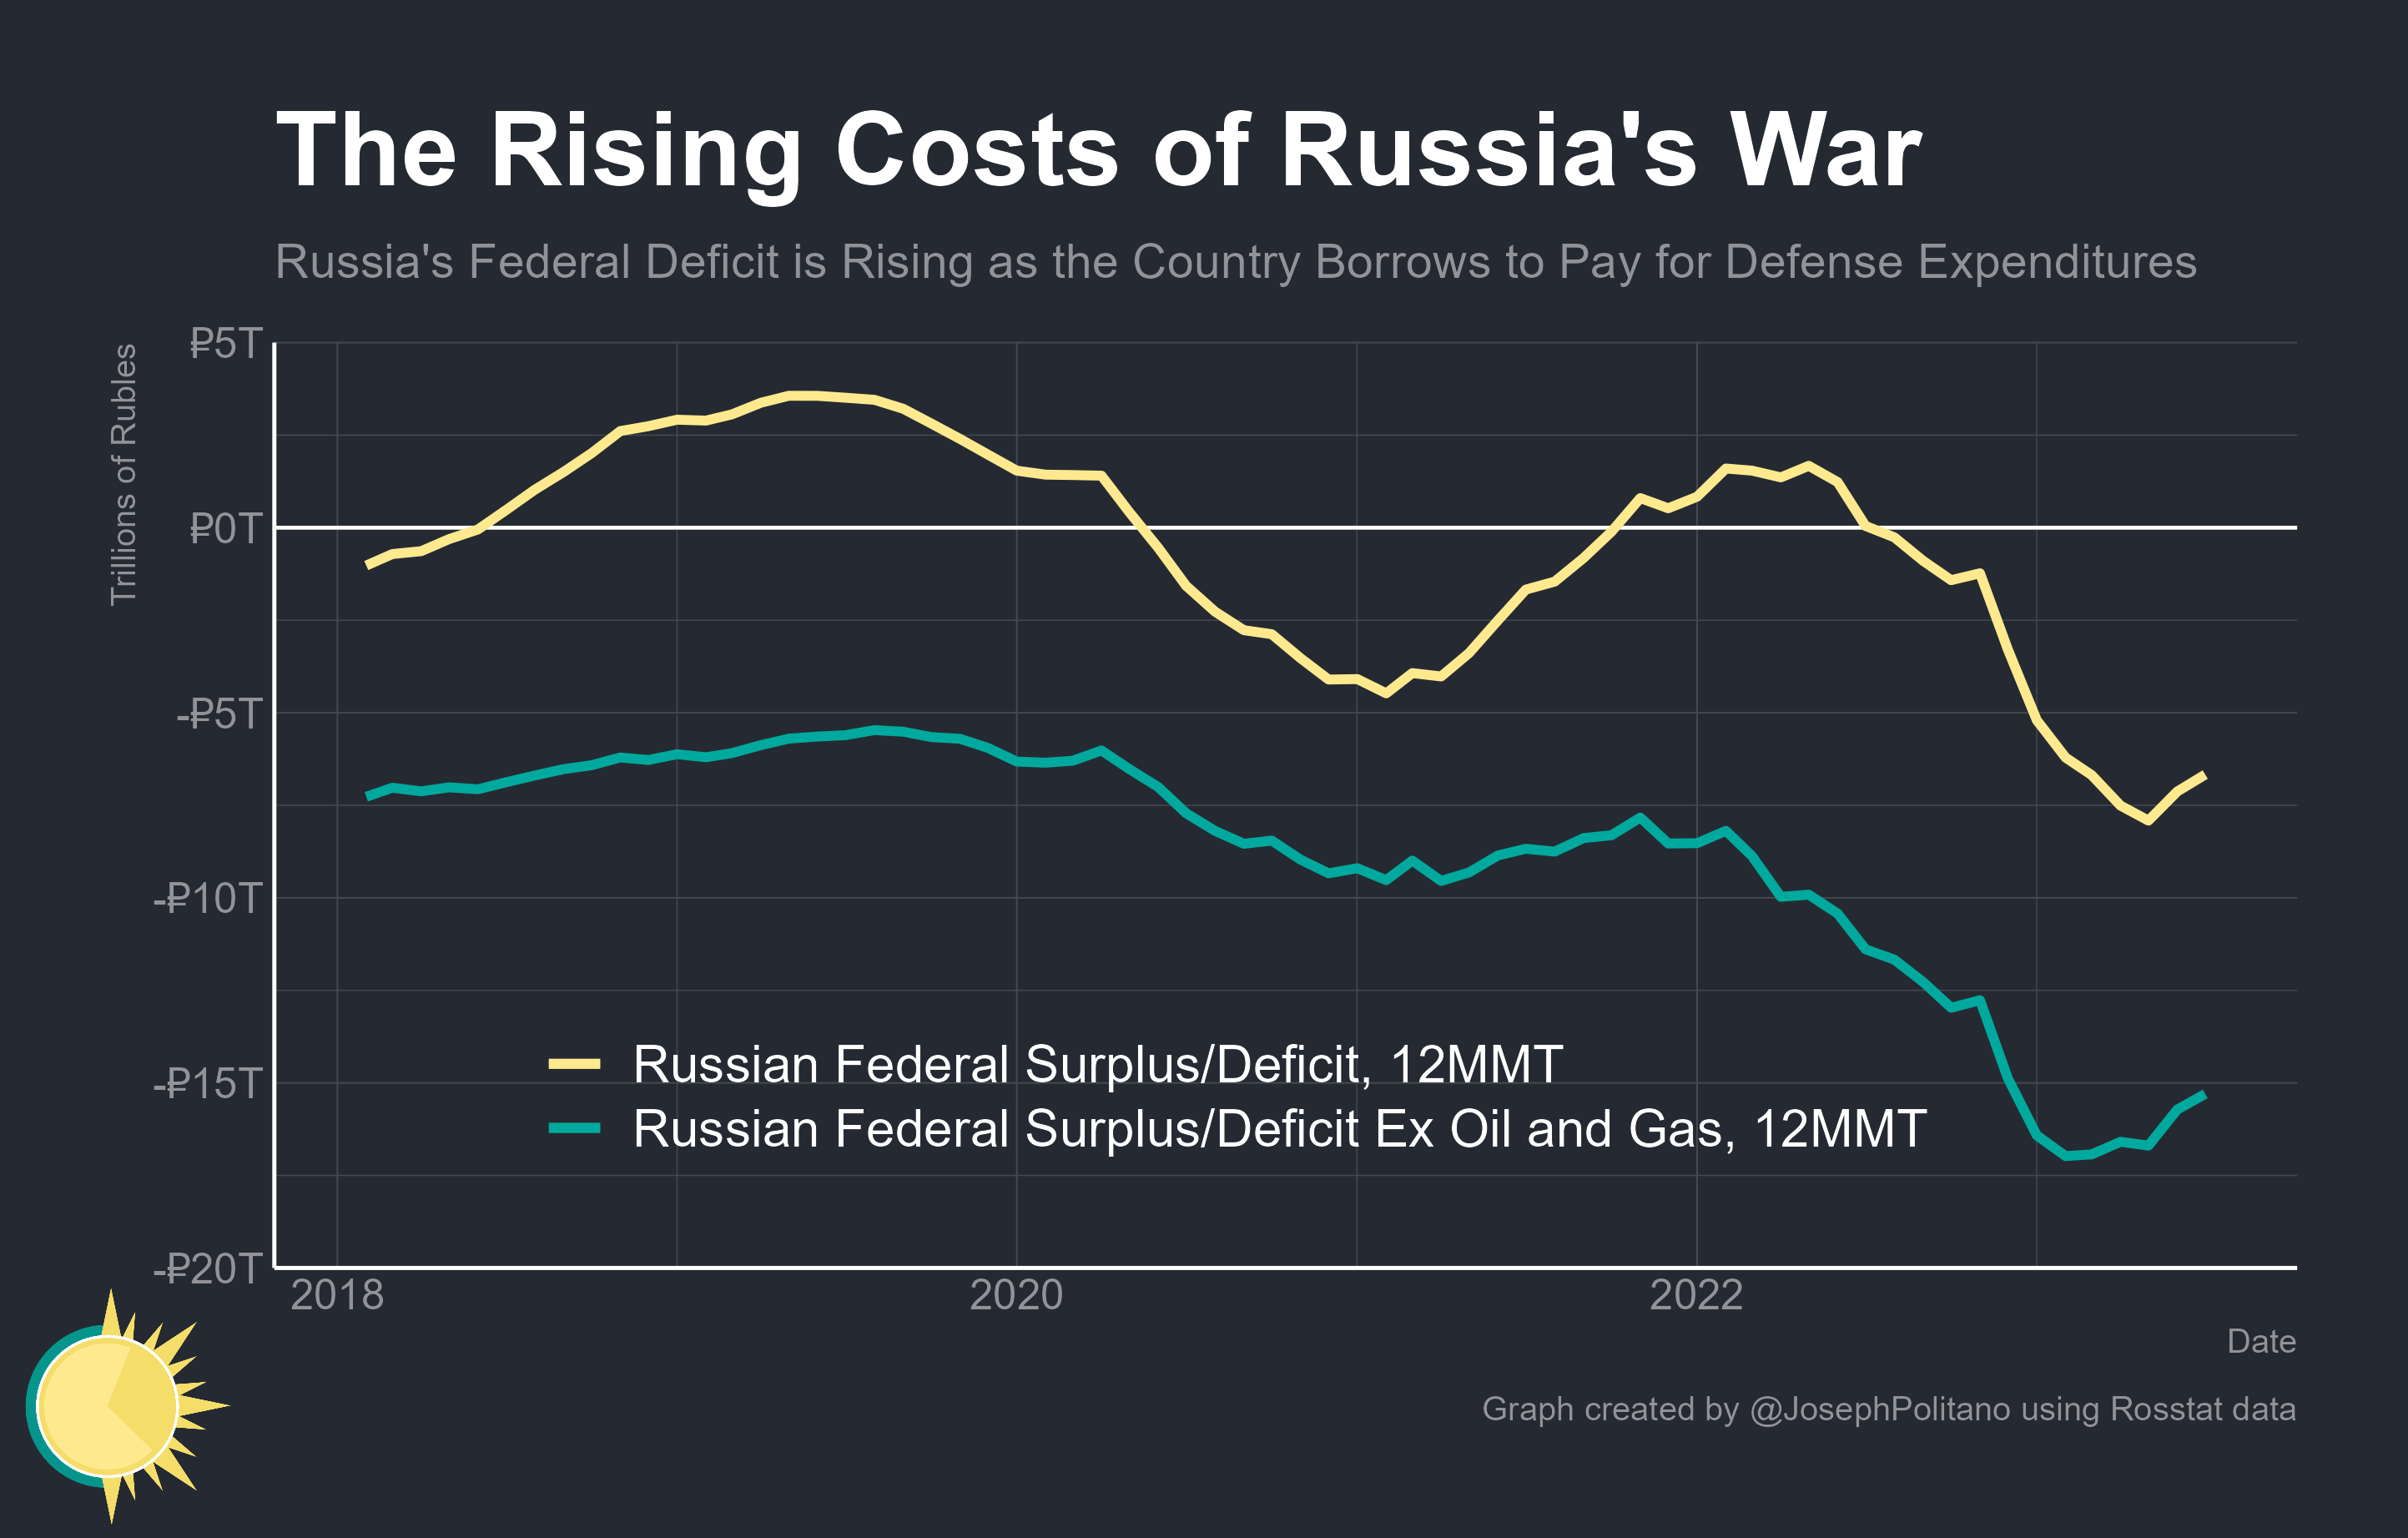 The Rising Costs of Russia's War
Russia's Federal Deficit is Rising as the Country Borrows to Pay for Defense Expenditures
Trillions of Rubles
₽5T
₽0T
-₽5T
-₽10T
-₽15T
-₽20T
Russian Federal Surplus/Deficit, 12MMT
Russian Federal Surplus/Deficit Ex Oil and Gas, 12MMT
2018
2020
2022
Date
Graph created by @JosephPolitano using Rosstat data